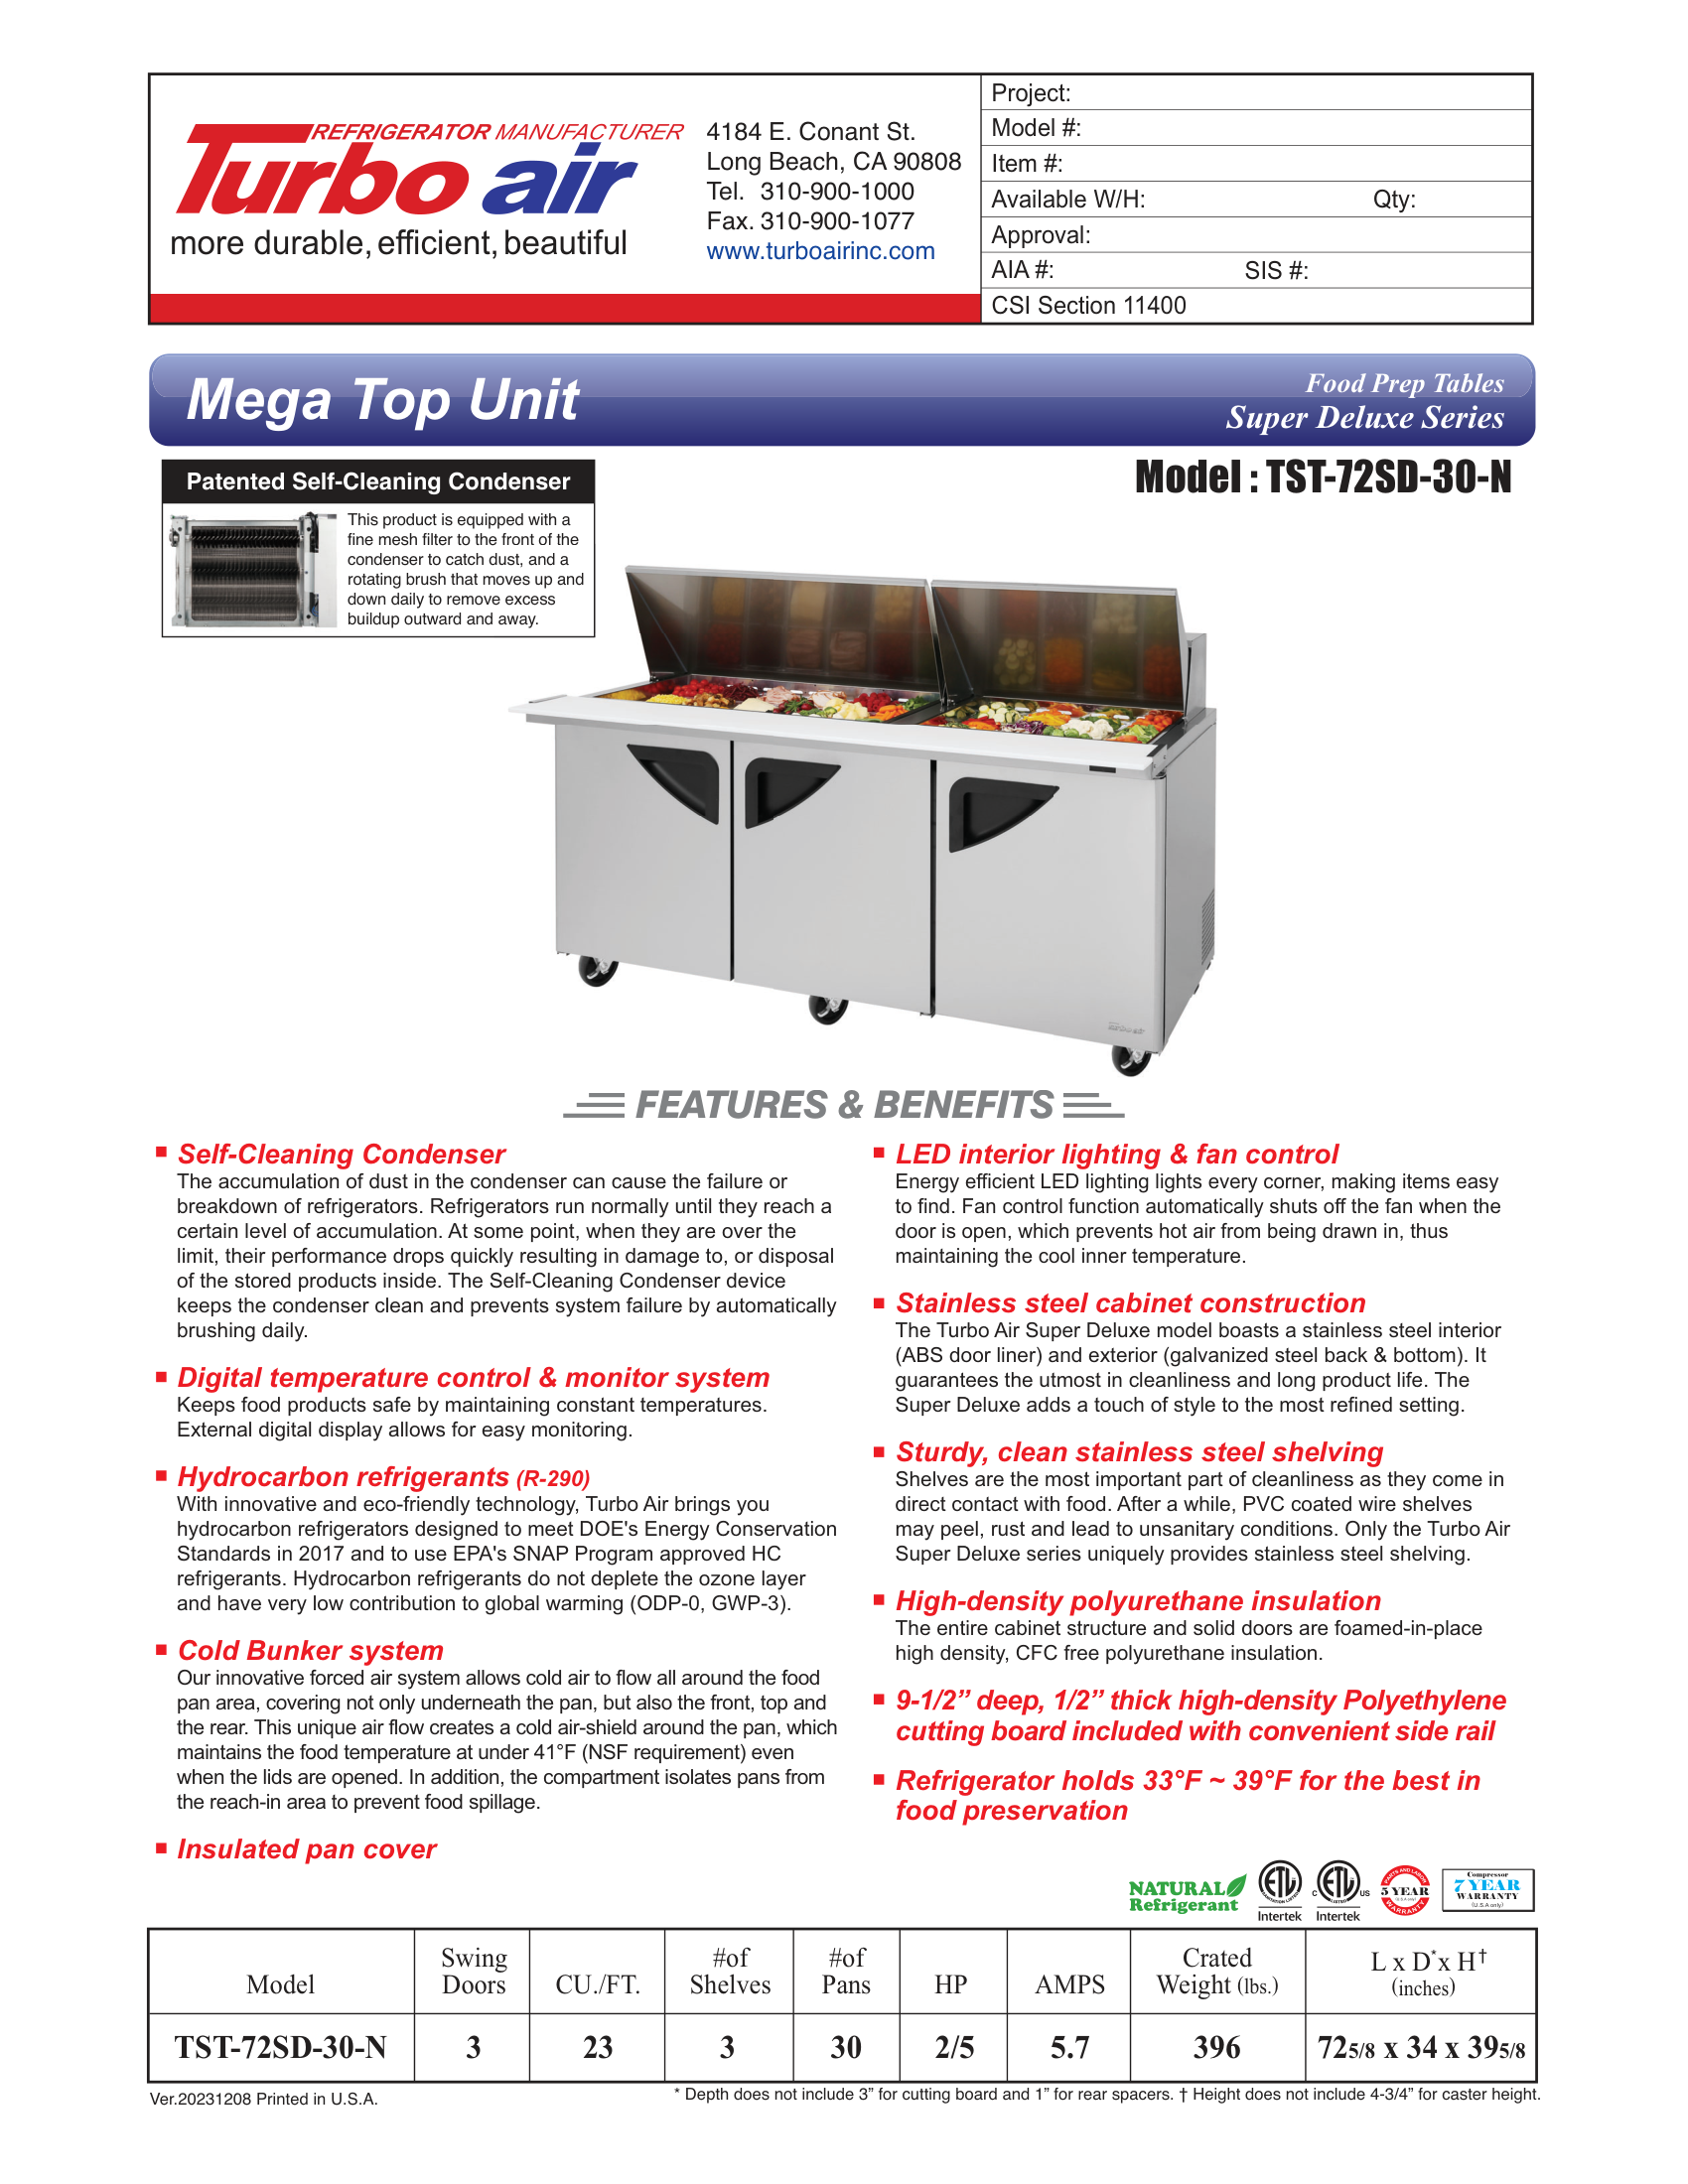 REFRIGERATOR MANUFACTURER
Turbo air
more durable, efficient, beautiful
4184 E. Conant St.
Long Beach, CA 90808
Tel. 310-900-1000
Fax. 310-900-1077
www.turboairinc.com
Project:
Model #:
Item #:
Available W/H: Qty:
Approval:
AIA #: SIS #:
CSI Section 11400
Mega Top Unit
Food Prep Tables
Super Deluxe Series
Model : TST-72SD-30-N
Patented Self-Cleaning Condenser
This product is equipped with a
fine mesh filter to the front of the
condenser to catch dust, and a
rotating brush that moves up and
down daily to remove excess
buildup outward and away.
Turbo air
FEATURES & BENEFITS
Self-Cleaning Condenser
The accumulation of dust in the condenser can cause the failure or
breakdown of refrigerators. Refrigerators run normally until they reach a
certain level of accumulation. At some point, when they are over the
limit, their performance drops quickly resulting in damage to, or disposal
of the stored products inside. The Self-Cleaning Condenser device
keeps the condenser clean and prevents system failure by automatically
brushing daily.
Digital temperature control & monitor system
Keeps food products safe by maintaining constant temperatures.
External digital display allows for easy monitoring.
Hydrocarbon refrigerants (R-290)
With innovative and eco-friendly technology, Turbo Air brings you
hydrocarbon refrigerators designed to meet DOE's Energy Conservation
Standards in 2017 and to use EPA's SNAP Program approved HC
refrigerants. Hydrocarbon refrigerants do not deplete the ozone layer
and have very low contribution to global warming (ODP-0, GWP-3).
Cold Bunker system
Our innovative forced air system allows cold air to flow all around the food
pan area, covering not only underneath the pan, but also the front, top and
the rear. This unique air flow creates a cold air-shield around the pan, which
maintains the food temperature at under 41°F (NSF requirement) even
when the lids are opened. In addition, the compartment isolates pans from
the reach-in area to prevent food spillage.
Insulated pan cover
LED interior lighting & fan control
Energy efficient LED lighting lights every corner, making items easy
to find. Fan control function automatically shuts off the fan when the
door is open, which prevents hot air from being drawn in, thus
maintaining the cool inner temperature.
Stainless steel cabinet construction
The Turbo Air Super Deluxe model boasts a stainless steel interior
(ABS door liner) and exterior (galvanized steel back & bottom). It
guarantees the utmost in cleanliness and long product life. The
Super Deluxe adds a touch of style to the most refined setting.
Sturdy, clean stainless steel shelving
Shelves are the most important part of cleanliness as they come in
direct contact with food. After a while, PVC coated wire shelves
may peel, rust and lead to unsanitary conditions. Only the Turbo Air
Super Deluxe series uniquely provides stainless steel shelving.
High-density polyurethane insulation
The entire cabinet structure and solid doors are foamed-in-place
high density, CFC free polyurethane insulation.
9-1/2” deep, 1/2” thick high-density Polyethylene
cutting board included with convenient side rail
Refrigerator holds 33°F ~ 39°F for the best in
food preservation
NATURAL
Refrigerant
ETL
Intertek
C ETL US
Intertek
PARTS AND LABOR
5 YEAR
WARRANTY
Compressor
7 YEAR
WARRANTY
(U.S.A only)
Model Swing Doors CU./FT. #of Shelves #of Pans HP AMPS Crated Weight (lbs.) L x D* x H† (inches)
TST-72SD-30-N 3 23 3 30 2/5 5.7 396 725/8 x 34 x 395/8
Ver.20231208 Printed in U.S.A.
* Depth does not include 3” for cutting board and 1” for rear spacers. † Height does not include 4-3/4” for caster height.